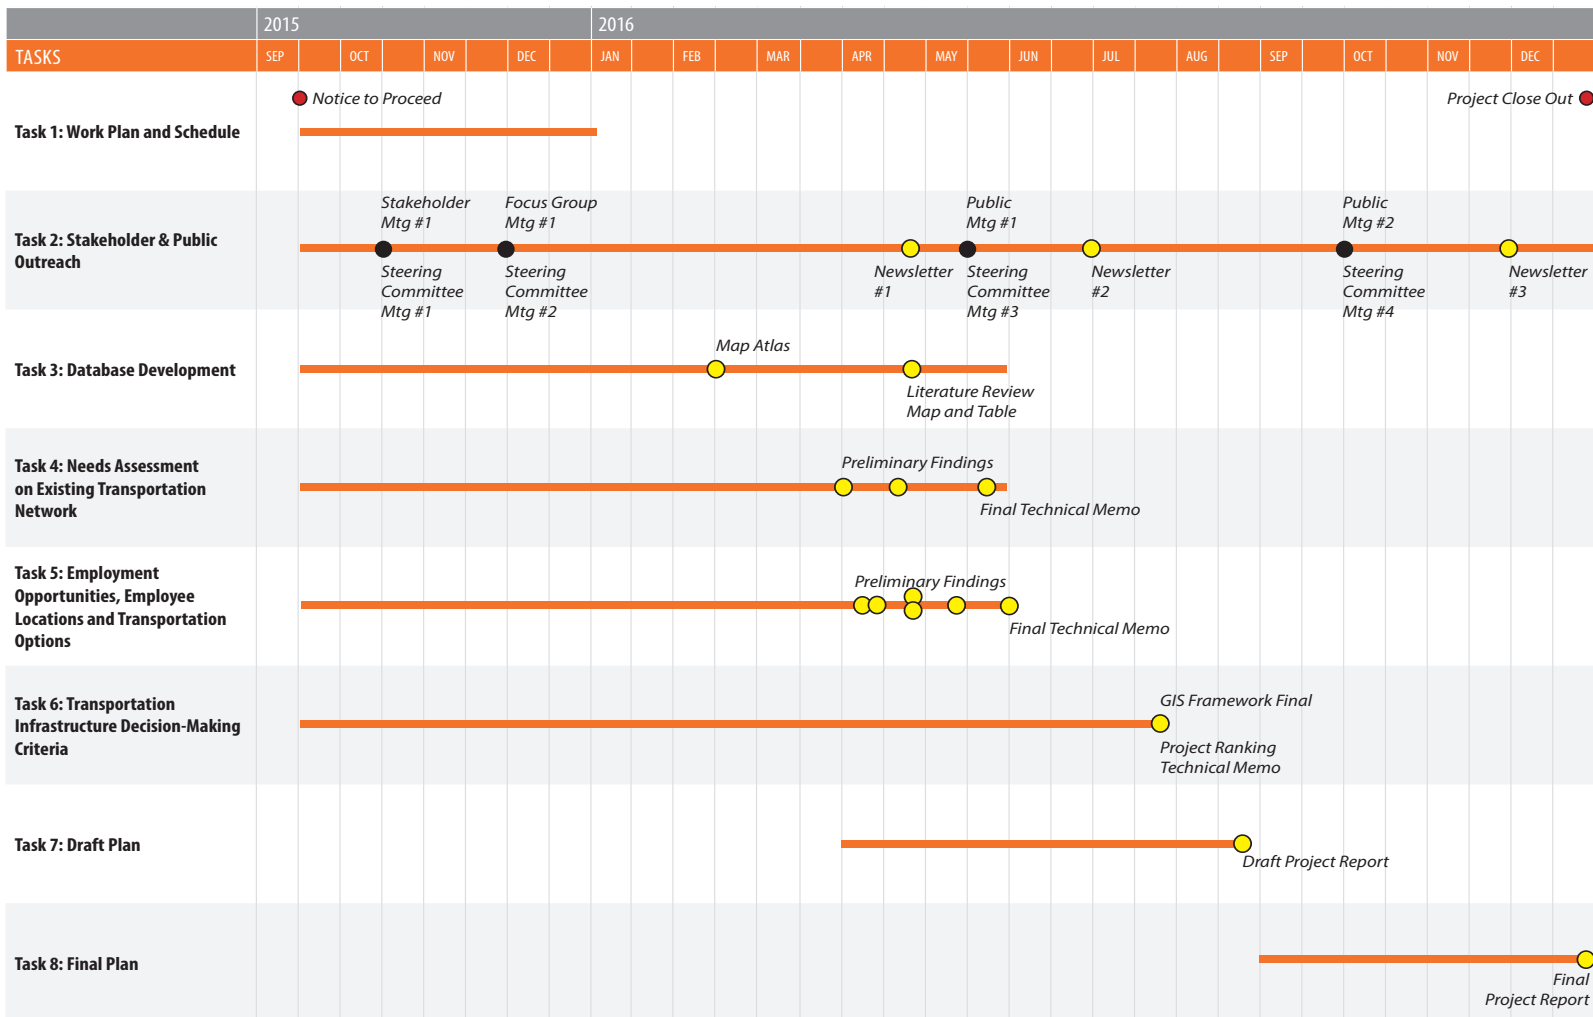 2015 2016
TASKS SEP OCT NOV DEC JAN FEB MAR APR MAY JUN JUL AUG SEP OCT NOV DEC
Notice to Proceed
Project Close Out
Task 1: Work Plan and Schedule
Stakeholder
Mtg #1
Focus Group
Mtg #1
Public
Mtg #1
Public
Mtg #2
Task 2: Stakeholder & Public
Outreach
Steering
Committee
Mtg #1
Steering
Committee
Mtg #2
Newsletter
#1
Steering
Committee
Mtg #3
Newsletter
#2
Steering
Committee
Mtg #4
Newsletter
#3
Map Atlas
Task 3: Database Development
Literature Review
Map and Table
Task 4: Needs Assessment
on Existing Transportation
Network
Preliminary Findings
Final Technical Memo
Task 5: Employment
Opportunities, Employee
Locations and Transportation
Options
Preliminary Findings
Final Technical Memo
Task 6: Transportation
Infrastructure Decision-Making
Criteria
GIS Framework Final
Project Ranking
Technical Memo
Task 7: Draft Plan
Draft Project Report
Task 8: Final Plan
Final
Project Report